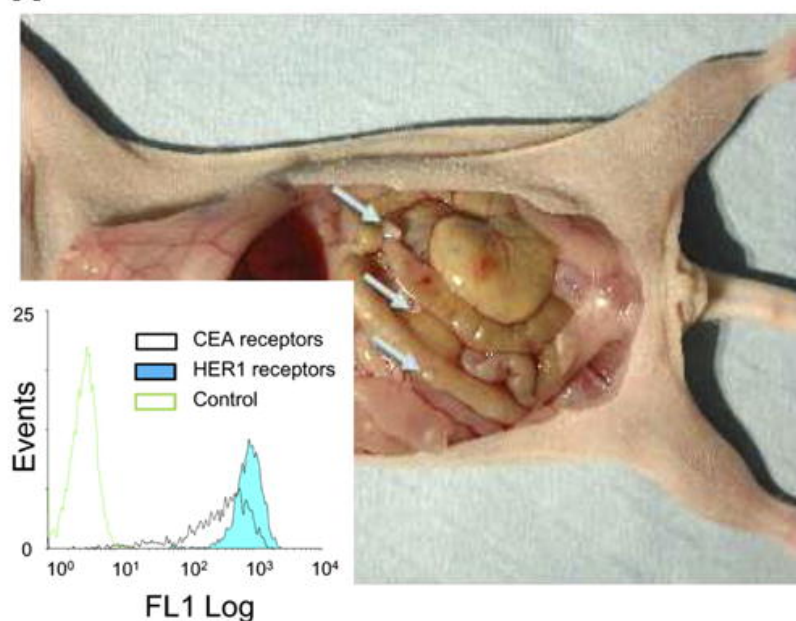 25
CEA receptors
HER1 receptors
Control
Events
0
10⁰ 10¹ 10² 10³ 10⁴
FL1 Log